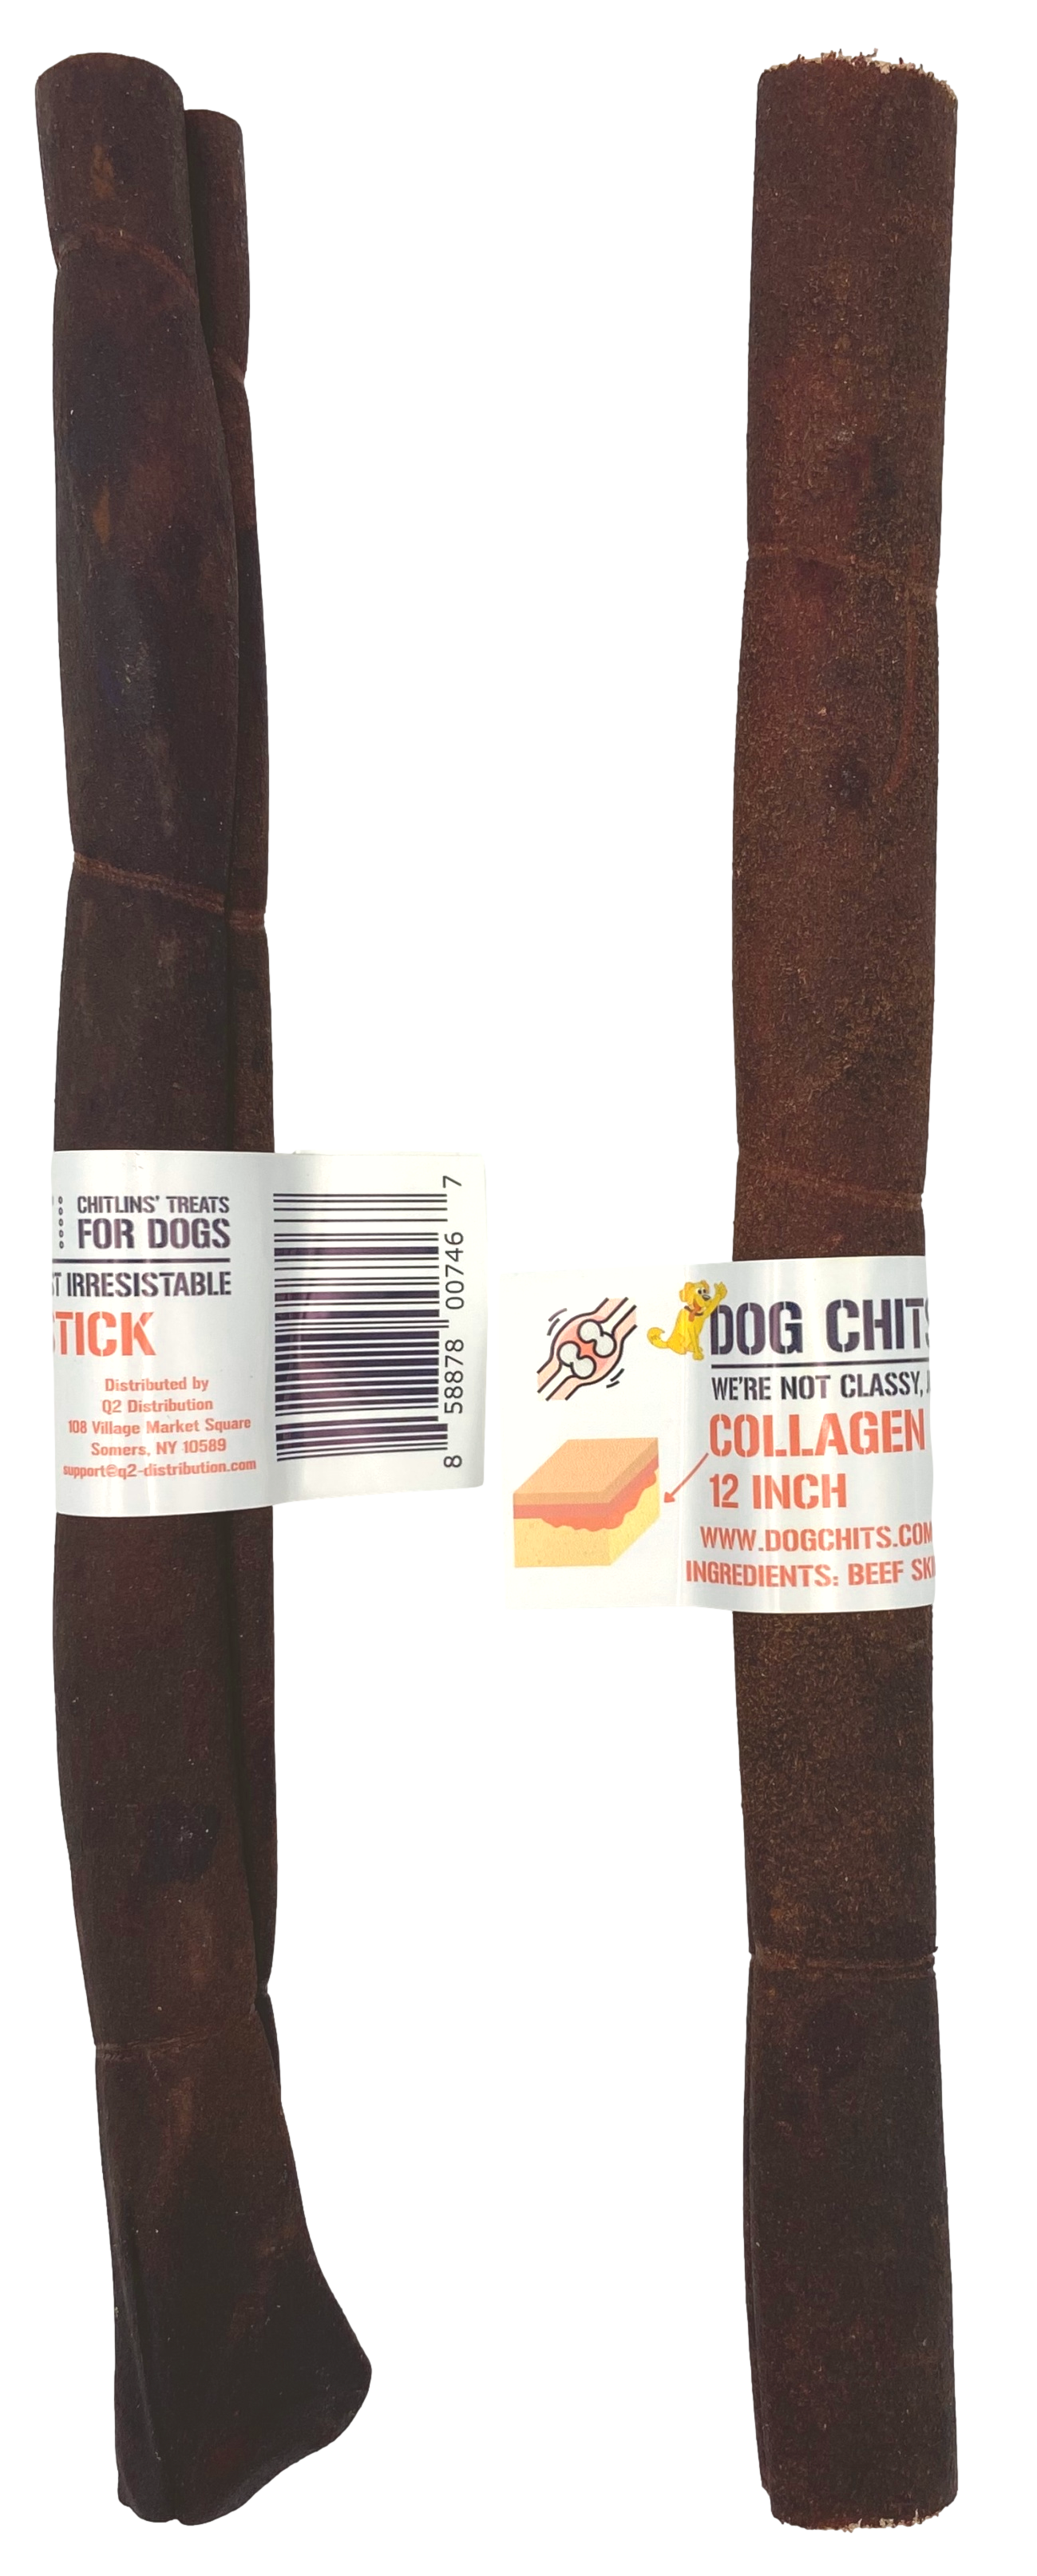 CHITLINS' TREATS
FOR DOGS
IRRESISTABLE
Distributed by
Q2 Distribution
108 Village Market Square
Somers, NY 10589
support@q2-distribution.com
8 58878 00746 7
DOG CHITS
WE'RE NOT CLASSY,
COLLAGEN
12 INCH
WWW.DOGCHITS.COM
INGREDIENTS: BEEF